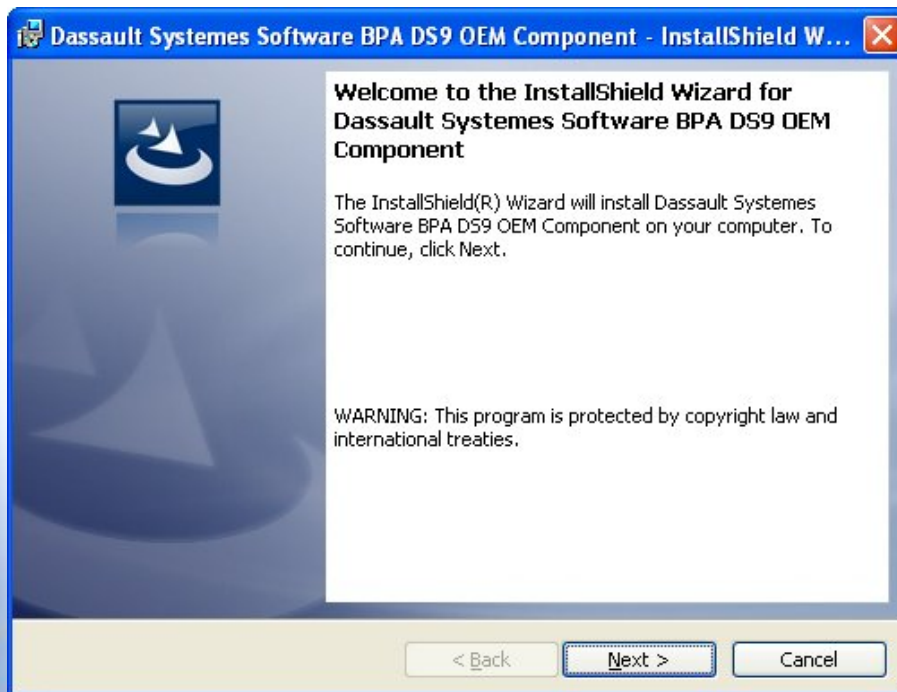 Dassault Systemes Software BPA DS9 OEM Component - InstallShield W...
Welcome to the InstallShield Wizard for
Dassault Systemes Software BPA DS9 OEM
Component
The InstallShield(R) Wizard will install Dassault Systemes
Software BPA DS9 OEM Component on your computer. To
continue, click Next.
WARNING: This program is protected by copyright law and
international treaties.
< Back
Next >
Cancel